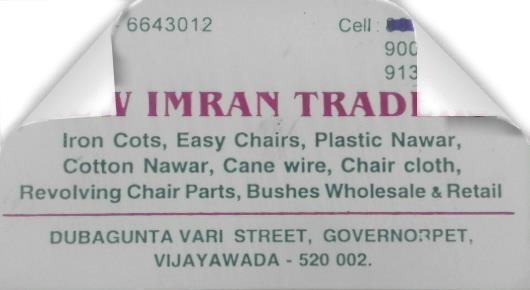 - 6643012 Cell :
900
913
W IMRAN TRAD
Iron Cots, Easy Chairs, Plastic Nawar,
Cotton Nawar, Cane wire, Chair cloth,
Revolving Chair Parts, Bushes Wholesale & Retail
DUBAGUNTA VARI STREET, GOVERNORPET,
VIJAYAWADA - 520 002.